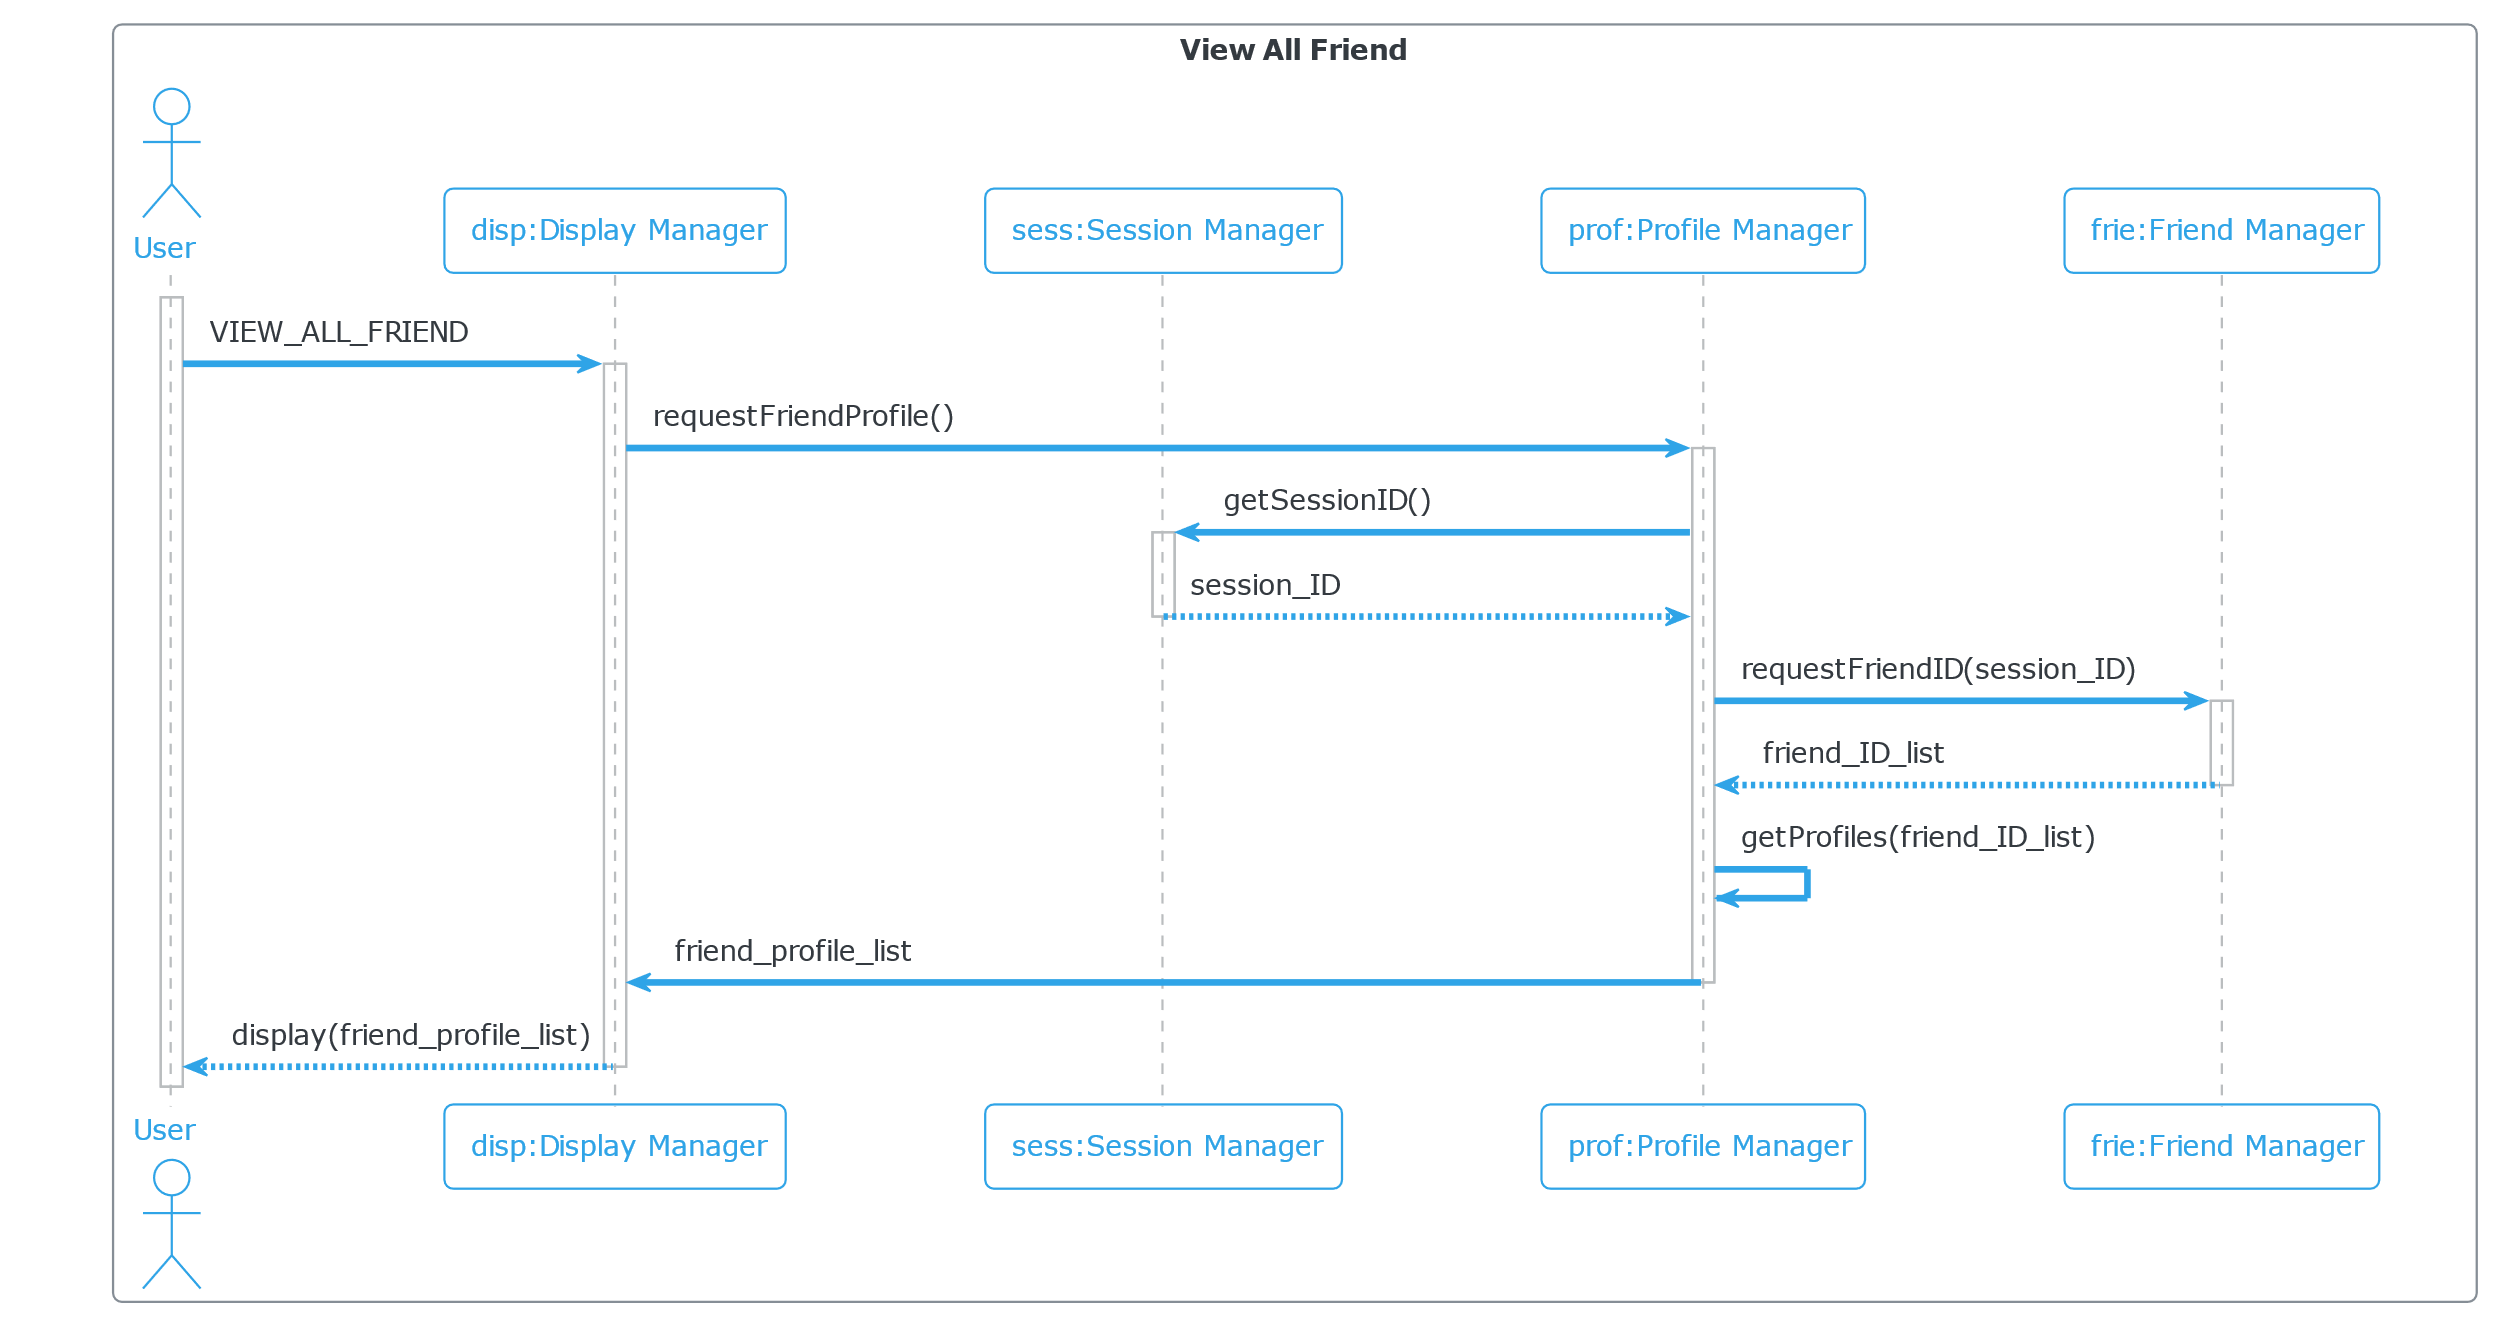 View All Friend
User
disp:Display Manager
sess:Session Manager
prof:Profile Manager
frie:Friend Manager
VIEW_ALL_FRIEND
requestFriendProfile()
getSessionID()
session_ID
requestFriendID(session_ID)
friend_ID_list
getProfiles(friend_ID_list)
friend_profile_list
display(friend_profile_list)
User
disp:Display Manager
sess:Session Manager
prof:Profile Manager
frie:Friend Manager